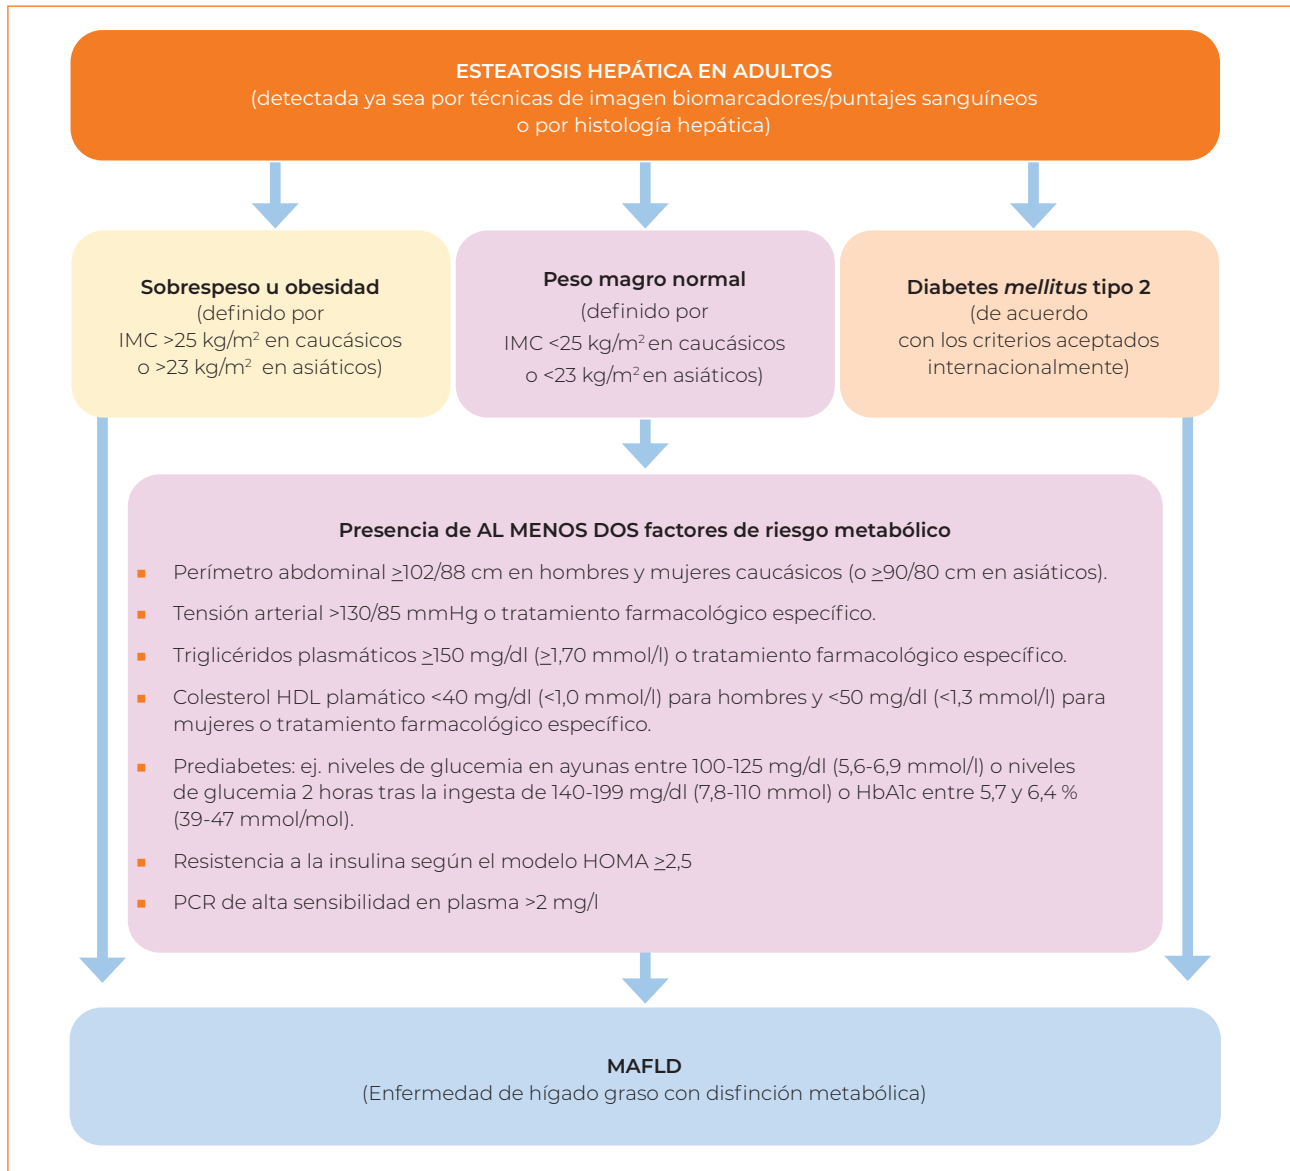 ESTEATOSIS HEPÁTICA EN ADULTOS
(detectada ya sea por técnicas de imagen biomarcadores/puntajes sanguíneos
o por histología hepática)
Sobrespeso u obesidad
(definido por
IMC >25 kg/m² en caucásicos
o >23 kg/m² en asiáticos)
Peso magro normal
(definido por
IMC <25 kg/m² en caucásicos
o <23 kg/m² en asiáticos)
Diabetes mellitus tipo 2
(de acuerdo
con los criterios aceptados
internacionalmente)
Presencia de AL MENOS DOS factores de riesgo metabólico
▪ Perímetro abdominal ≥102/88 cm en hombres y mujeres caucásicos (o ≥90/80 cm en asiáticos).
▪ Tensión arterial >130/85 mmHg o tratamiento farmacológico específico.
▪ Triglicéridos plasmáticos ≥150 mg/dl (≥1,70 mmol/l) o tratamiento farmacológico específico.
▪ Colesterol HDL plamático <40 mg/dl (<1,0 mmol/l) para hombres y <50 mg/dl (<1,3 mmol/l) para
mujeres o tratamiento farmacológico específico.
▪ Prediabetes: ej. niveles de glucemia en ayunas entre 100-125 mg/dl (5,6-6,9 mmol/l) o niveles
de glucemia 2 horas tras la ingesta de 140-199 mg/dl (7,8-110 mmol) o HbA1c entre 5,7 y 6,4 %
(39-47 mmol/mol).
▪ Resistencia a la insulina según el modelo HOMA ≥2,5
▪ PCR de alta sensibilidad en plasma >2 mg/l
MAFLD
(Enfermedad de hígado graso con disfinción metabólica)